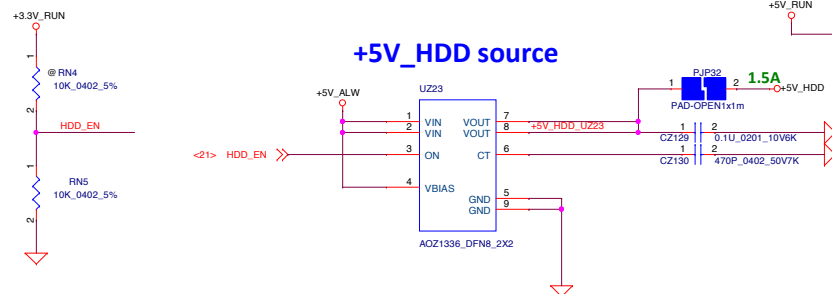 +3.3V_RUN
1
@ RN4
10K_0402_5%
2
HDD_EN
1
RN5
10K_0402_5%
2
+5V_HDD source
+5V_RUN
+5V_ALW
UZ23
1 VIN VOUT 7
2 VIN VOUT 8
+5V_HDD_UZ23
<21> HDD_EN
3 ON CT 6
4 VBIAS
GND 5
GND 9
AOZ1336_DFN8_2X2
PJP32
1 2
1.5A
+5V_HDD
PAD-OPEN1x1m
1 2
CZ129 0.1U_0201_10V6K
1 2
CZ130 470P_0402_50V7K